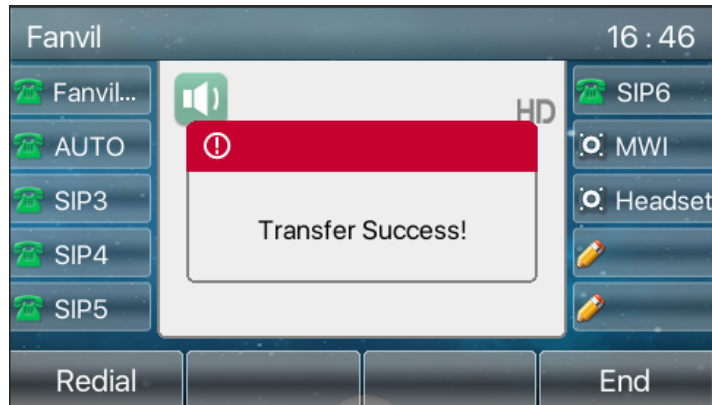 Fanvil 16 : 46
Fanvil...
AUTO
SIP3
SIP4
SIP5
HD
Transfer Success!
SIP6
MWI
Headset
Redial End